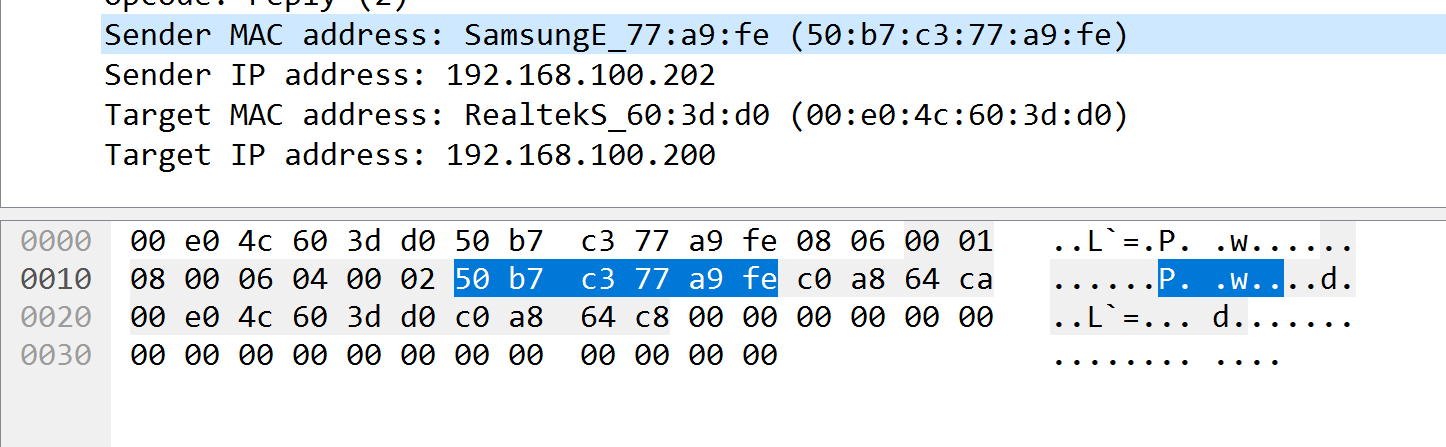 Opcode: reply (2)
Sender MAC address: SamsungE_77:a9:fe (50:b7:c3:77:a9:fe)
Sender IP address: 192.168.100.202
Target MAC address: RealtekS_60:3d:d0 (00:e0:4c:60:3d:d0)
Target IP address: 192.168.100.200
0000 00 e0 4c 60 3d d0 50 b7 c3 77 a9 fe 08 06 00 01 ..L`=.P. .w......
0010 08 00 06 04 00 02 50 b7 c3 77 a9 fe c0 a8 64 ca ......P. .w....d.
0020 00 e0 4c 60 3d d0 c0 a8 64 c8 00 00 00 00 00 00 ..L`=... d.......
0030 00 00 00 00 00 00 00 00 00 00 00 00 ........ ....